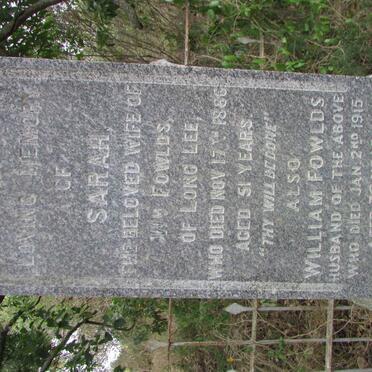 LOVING MEMORY
OF
SARAH,
THE BELOVED WIFE OF
WM FOWLDS,
OF LONG LEE,
WHO DIED NOV 17TH 1886
AGED 51 YEARS.
"THY WILL BE DONE"
ALSO
WILLIAM FOWLDS
HUSBAND OF THE ABOVE
WHO DIED JAN. 2ND 1915